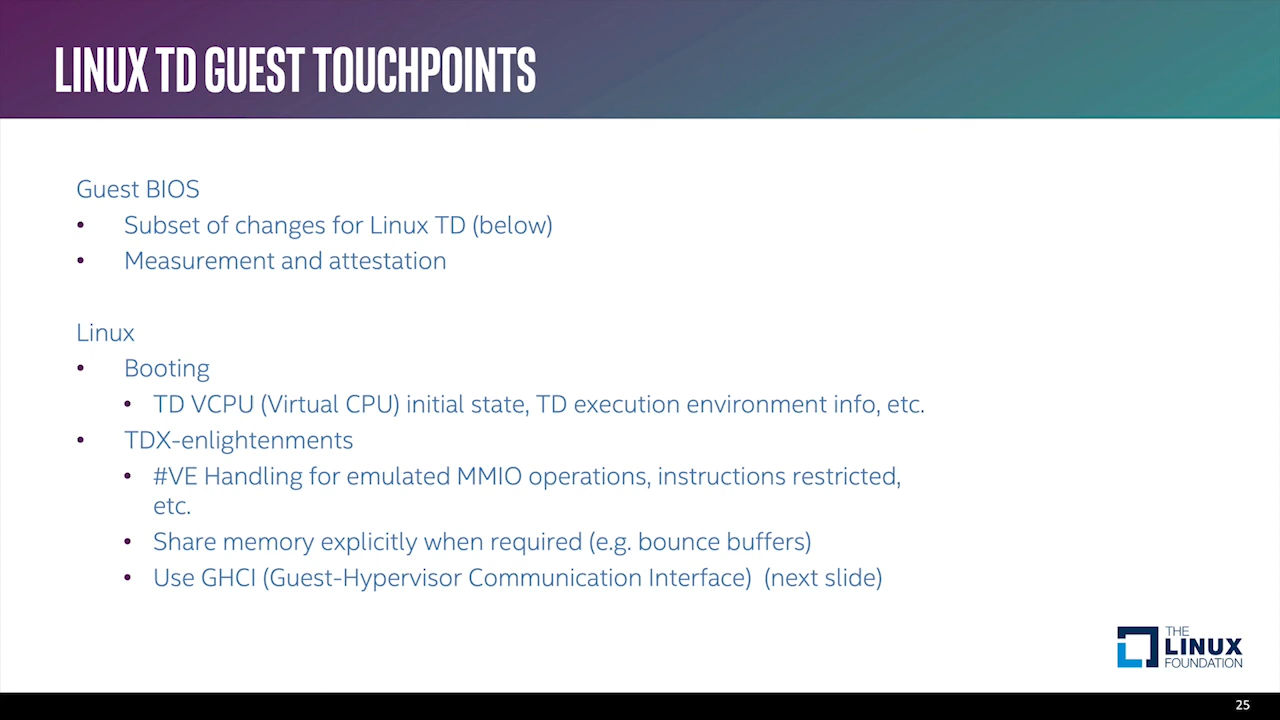 LINUX TD GUEST TOUCHPOINTS
Guest BIOS
• Subset of changes for Linux TD (below)
• Measurement and attestation
Linux
• Booting
• TD VCPU (Virtual CPU) initial state, TD execution environment info, etc.
• TDX-enlightenments
• #VE Handling for emulated MMIO operations, instructions restricted,
etc.
• Share memory explicitly when required (e.g. bounce buffers)
• Use GHCI (Guest-Hypervisor Communication Interface)  (next slide)
THE
LINUX
FOUNDATION
25